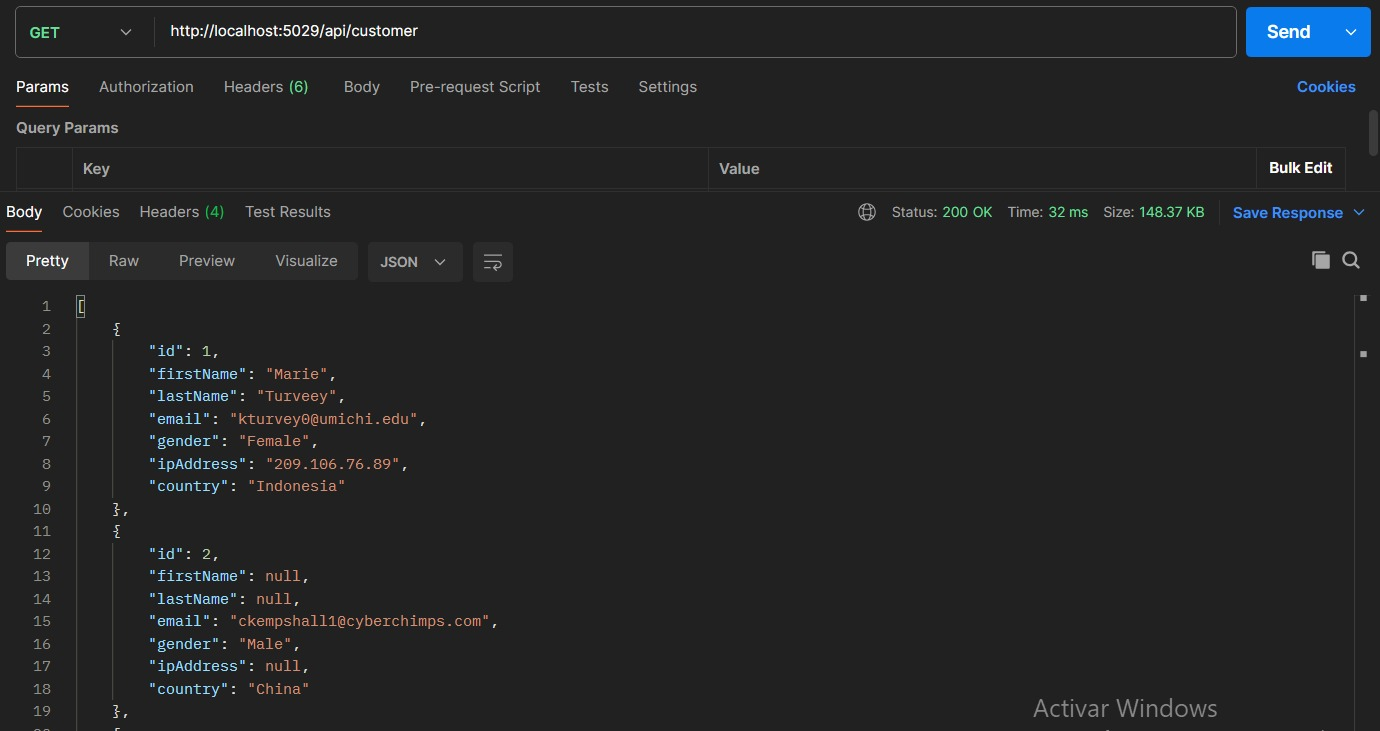 GET http://localhost:5029/api/customer Send
Params Authorization Headers (6) Body Pre-request Script Tests Settings Cookies
Query Params
Key Value Bulk Edit
Body Cookies Headers (4) Test Results Status: 200 OK Time: 32 ms Size: 148.37 KB Save Response
Pretty Raw Preview Visualize JSON
1 [
2 {
3 "id": 1,
4 "firstName": "Marie",
5 "lastName": "Turveey",
6 "email": "kturvey0@umichi.edu",
7 "gender": "Female",
8 "ipAddress": "209.106.76.89",
9 "country": "Indonesia"
10 },
11 {
12 "id": 2,
13 "firstName": null,
14 "lastName": null,
15 "email": "ckempshall1@cyberchimps.com",
16 "gender": "Male",
17 "ipAddress": null,
18 "country": "China"
19 },
Activar Windows